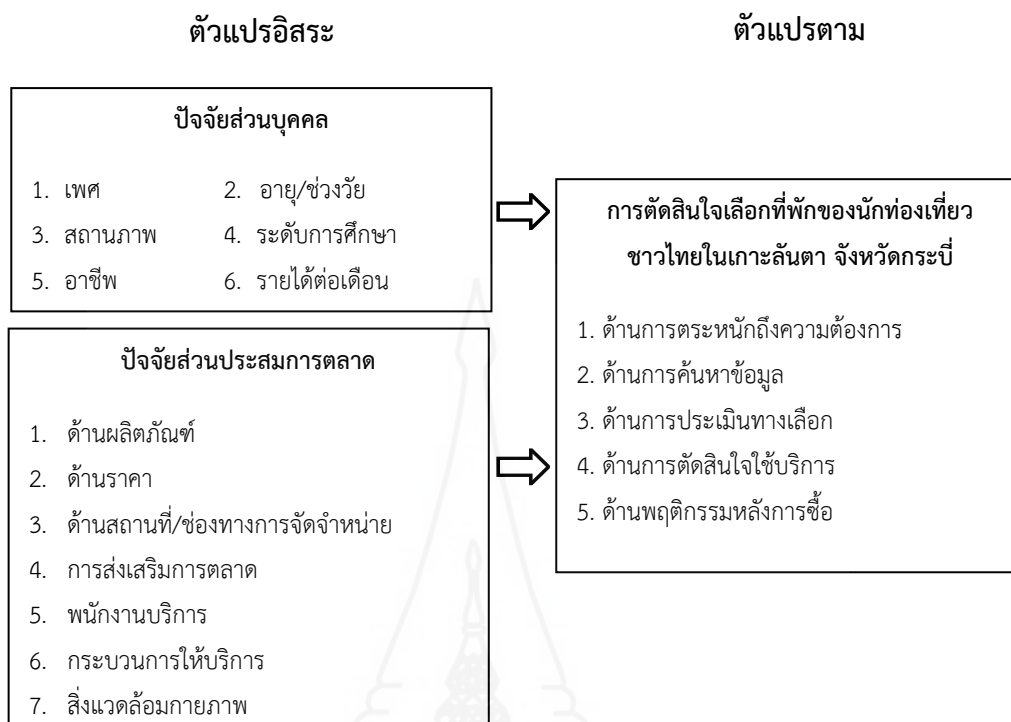 ตัวแปรอิสระ
ตัวแปรตาม
ปัจจัยส่วนบุคคล
1. เพศ 2. อายุ/ช่วงวัย
3. สถานภาพ 4. ระดับการศึกษา
5. อาชีพ 6. รายได้ต่อเดือน
ปัจจัยส่วนประสมการตลาด
1. ด้านผลิตภัณฑ์
2. ด้านราคา
3. ด้านสถานที่/ช่องทางการจัดจำหน่าย
4. การส่งเสริมการตลาด
5. พนักงานบริการ
6. กระบวนการให้บริการ
7. สิ่งแวดล้อมกายภาพ
การตัดสินใจเลือกที่พักของนักท่องเที่ยว
ชาวไทยในเกาะลันตา จังหวัดกระบี่
1. ด้านการตระหนักถึงความต้องการ
2. ด้านการค้นหาข้อมูล
3. ด้านการประเมินทางเลือก
4. ด้านการตัดสินใจใช้บริการ
5. ด้านพฤติกรรมหลังการซื้อ